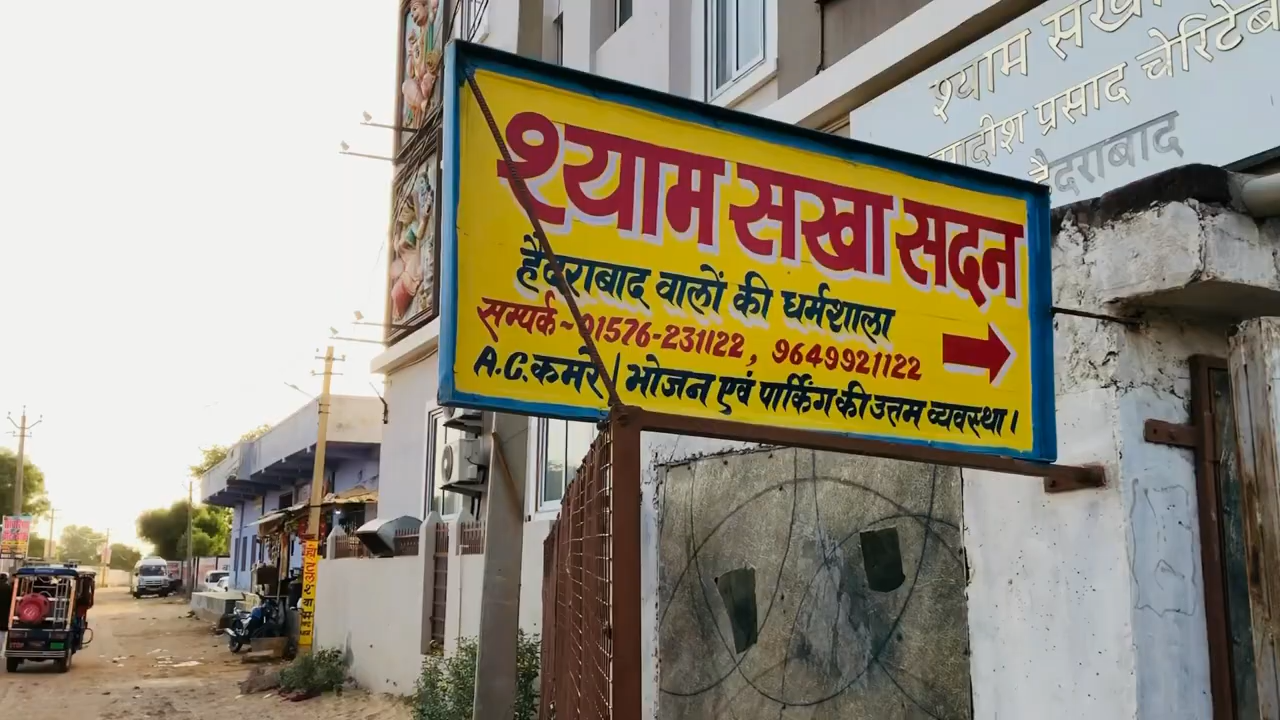 श्याम सखा सदन
हैदराबाद वालों की धर्मशाला
सम्पर्क~01576-231122, 9649921122
A.C. कमरे / भोजन एवं पार्किंग की उत्तम व्यवस्था।
श्याम सखा
प्रसाद चेरिटेब
हैदराबाद